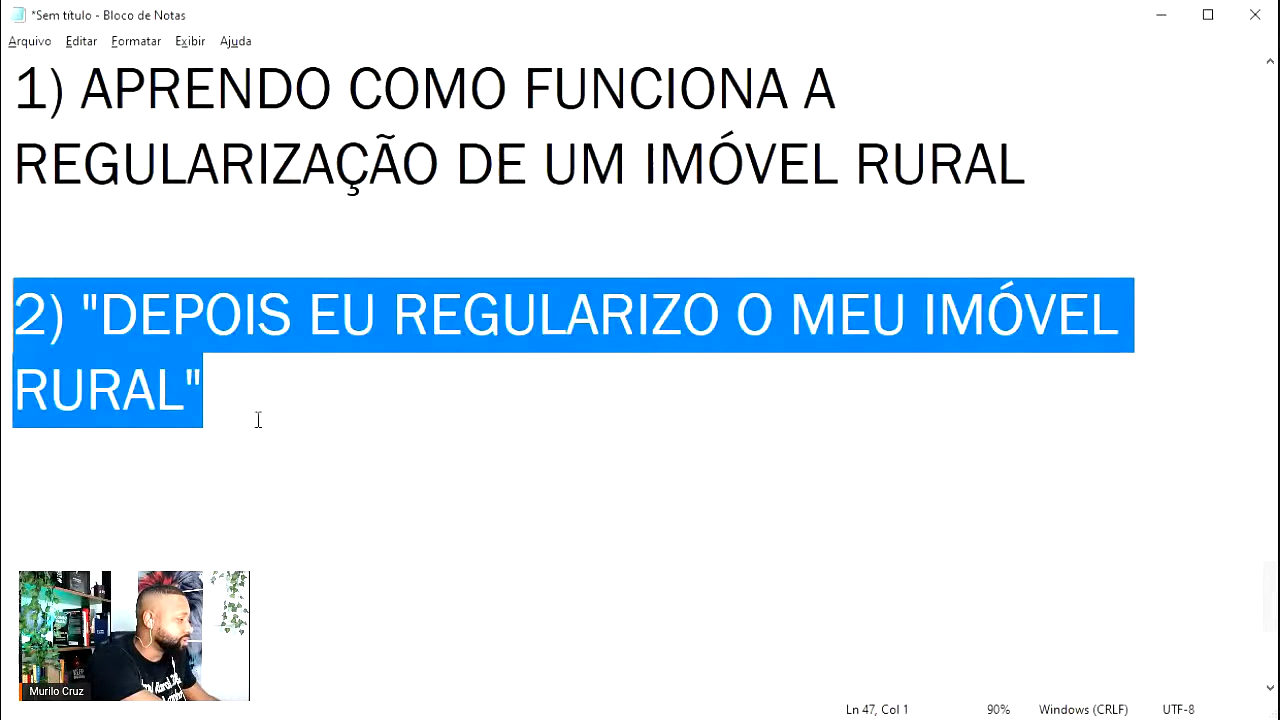 *Sem título - Bloco de Notas
Arquivo Editar Formatar Exibir Ajuda
1) APRENDO COMO FUNCIONA A
REGULARIZAÇÃO DE UM IMÓVEL RURAL
2) "DEPOIS EU REGULARIZO O MEU IMÓVEL
RURAL"
Murilo Cruz
Ln 47, Col 1 90% Windows (CRLF) UTF-8